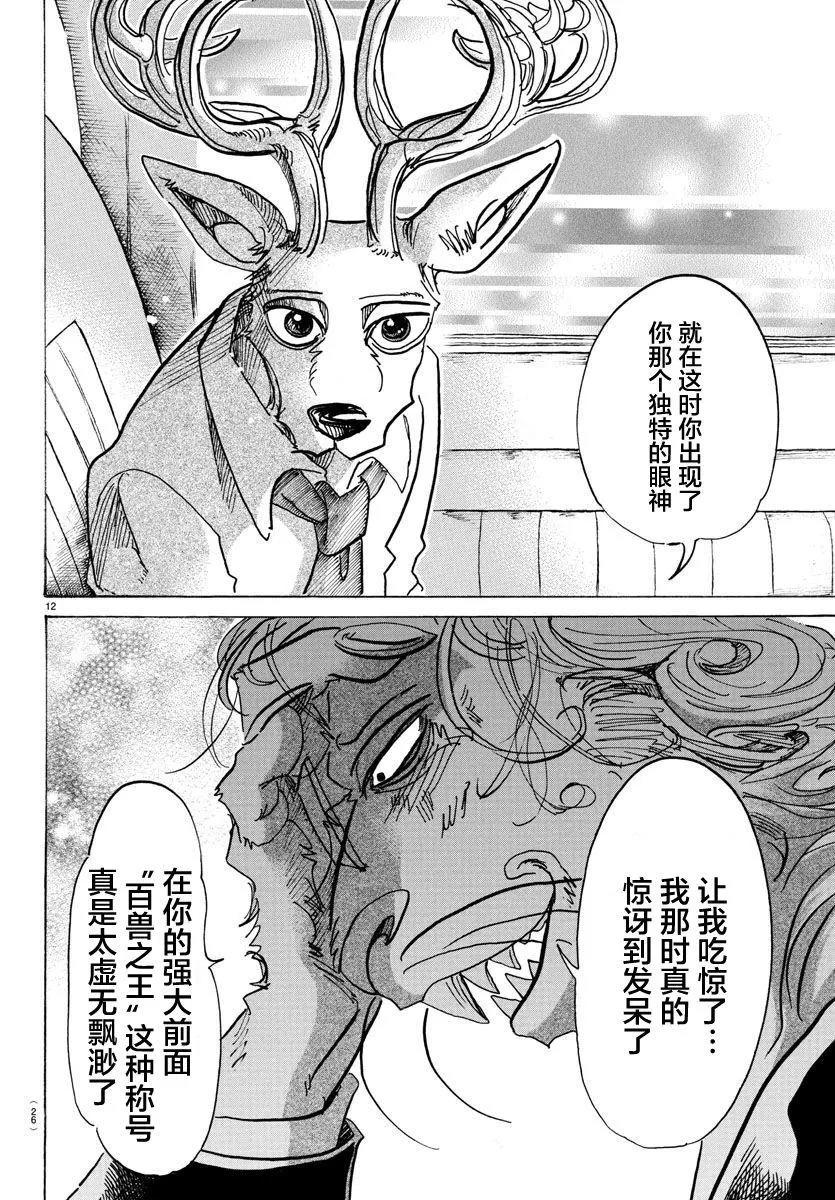 就在这时你出现了
你那个独特的眼神
12
让我吃惊了…
我那时真的
惊讶到发呆了
在你的强大前面
“百兽之王”这种称号
真是太虚无飘渺了
(26)